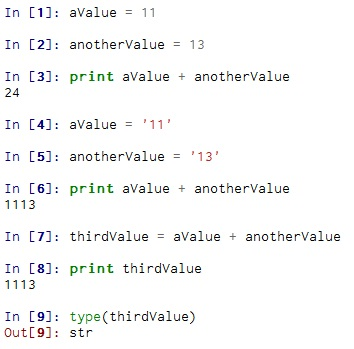 In [1]: aValue = 11
In [2]: anotherValue = 13
In [3]: print aValue + anotherValue
24
In [4]: aValue = '11'
In [5]: anotherValue = '13'
In [6]: print aValue + anotherValue
1113
In [7]: thirdValue = aValue + anotherValue
In [8]: print thirdValue
1113
In [9]: type(thirdValue)
Out[9]: str